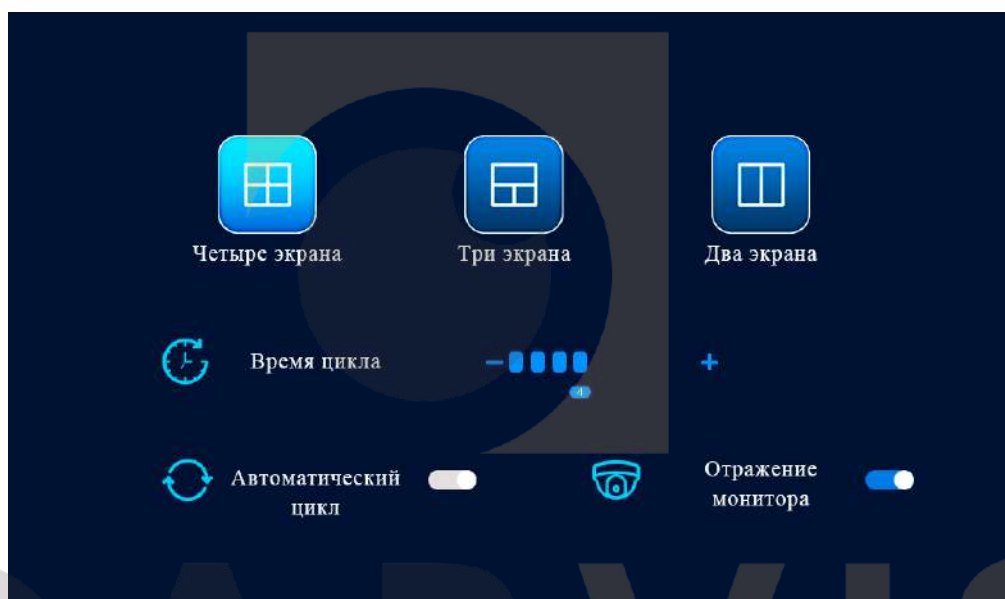 Четыре экрана
Три экрана
Два экрана
Время цикла
4
Автоматический
цикл
Отражение
монитора